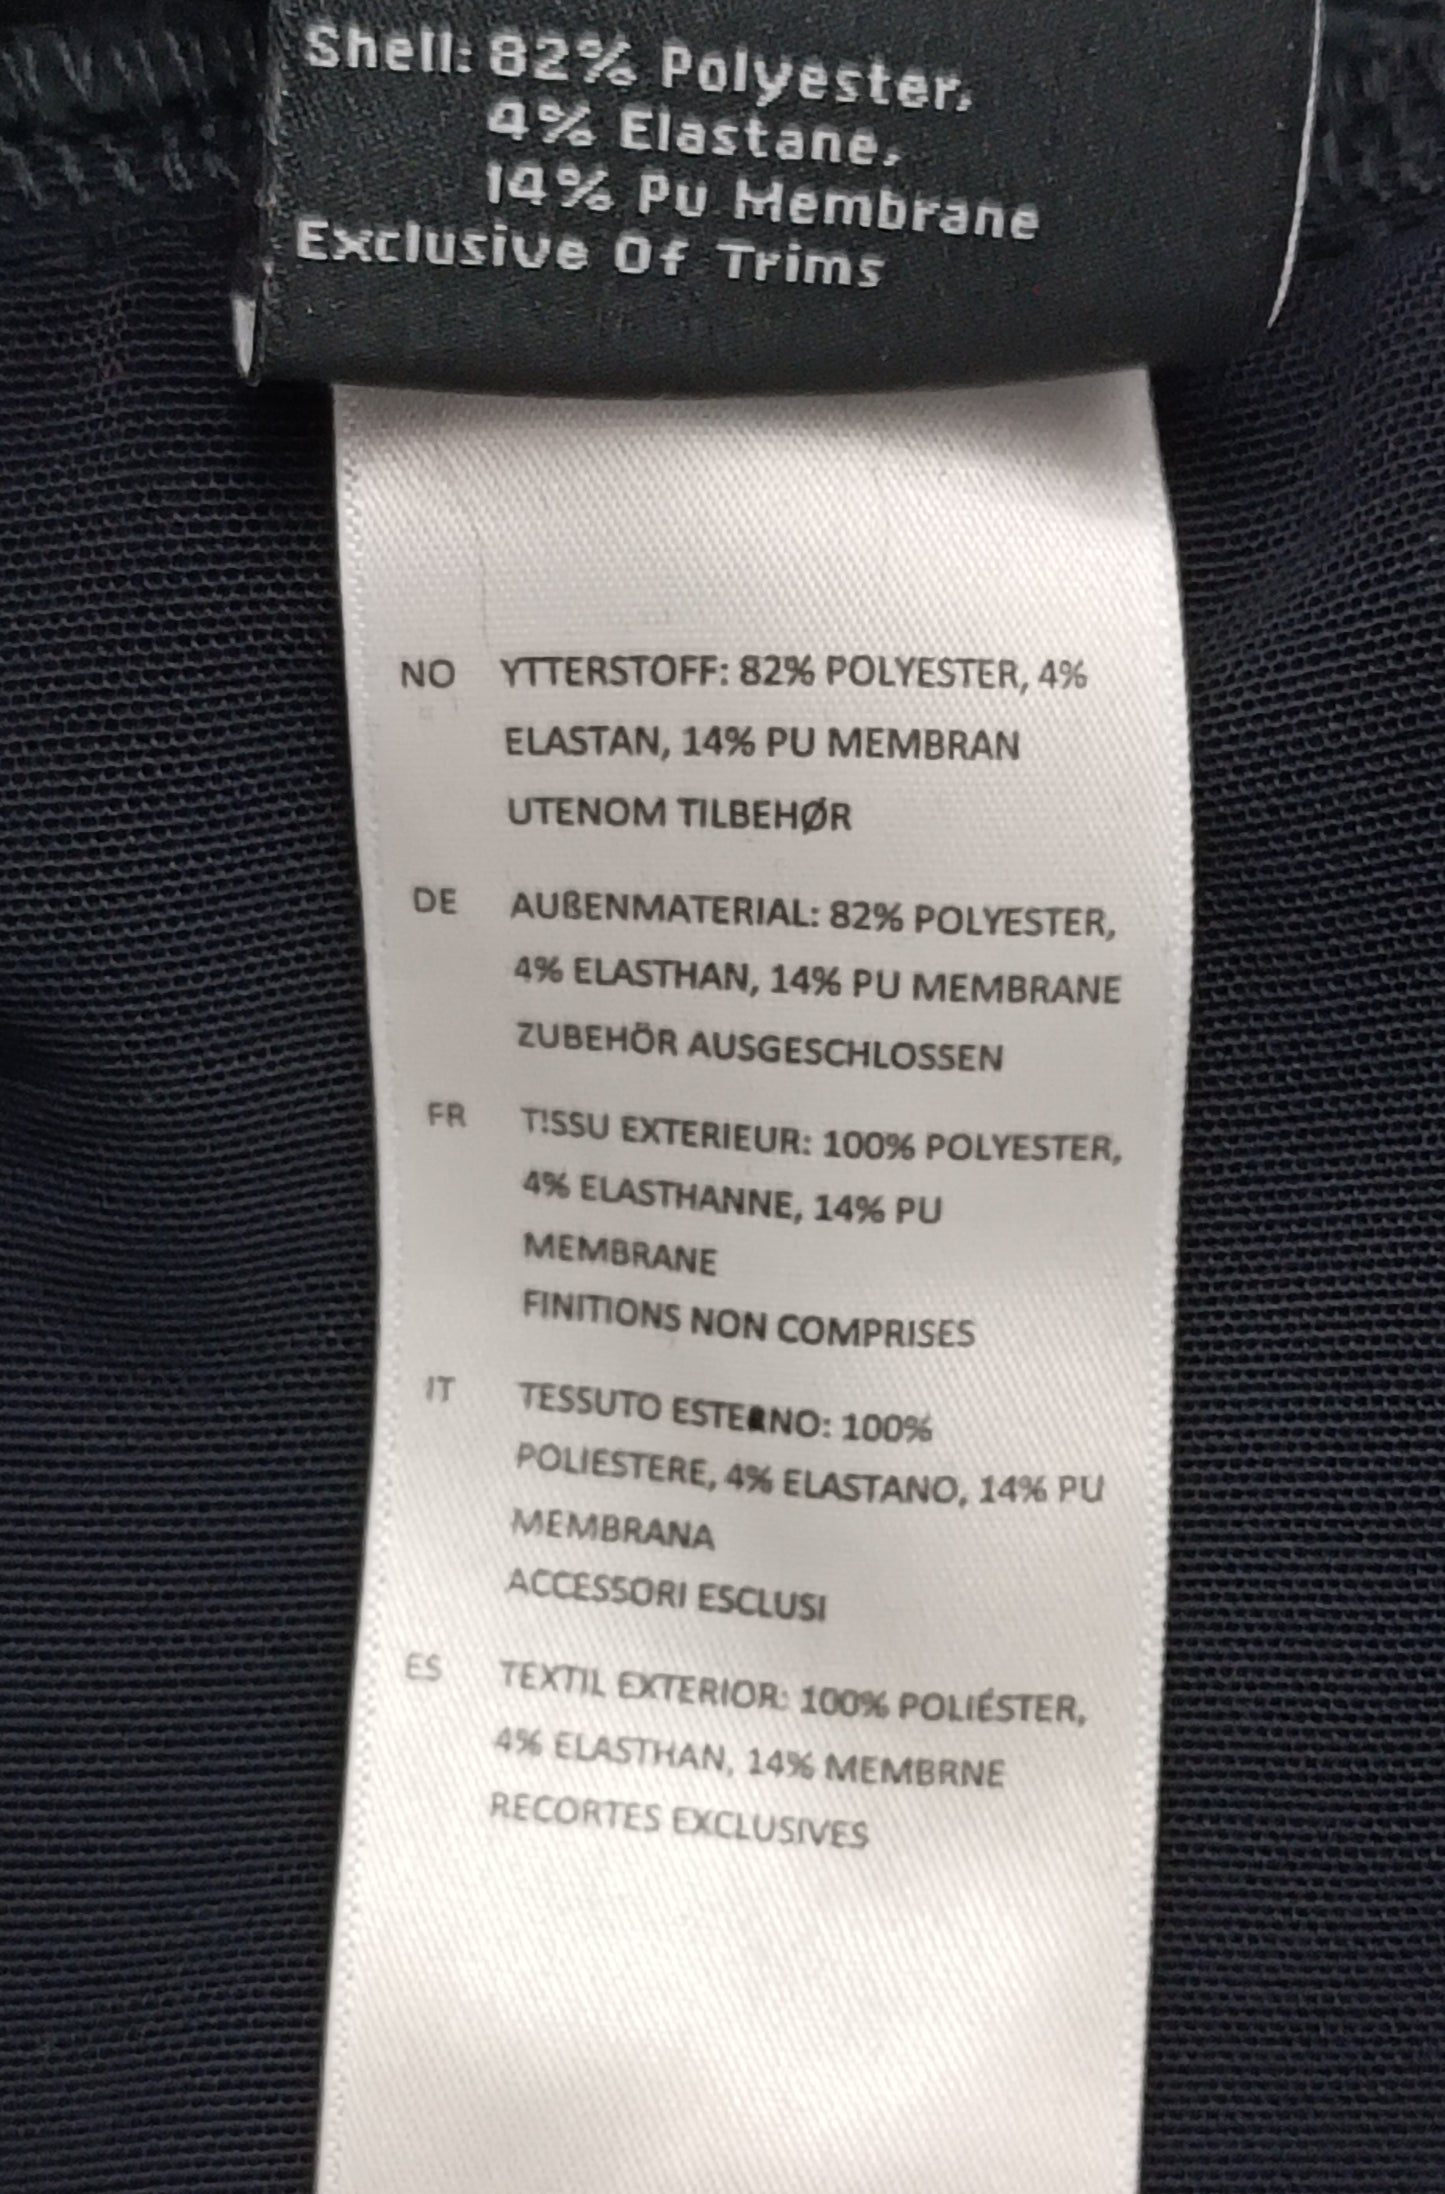 Shell: 82% Polyester,
4% Elastane,
14% Pu Membrane
Exclusive Of Trims
NO YTTERSTOFF: 82% POLYESTER, 4%
ELASTAN, 14% PU MEMBRAN
UTENOM TILBEHØR
DE AUßENMATERIAL: 82% POLYESTER,
4% ELASTHAN, 14% PU MEMBRANE
ZUBEHÖR AUSGESCHLOSSEN
FR TISSU EXTERIEUR: 100% POLYESTER,
4% ELASTHANNE, 14% PU
MEMBRANE
FINITIONS NON COMPRISES
IT TESSUTO ESTERNO: 100%
POLIESTERE, 4% ELASTANO, 14% PU
MEMBRANA
ACCESSORI ESCLUSI
ES TEXTIL EXTERIOR: 100% POLIÉSTER,
4% ELASTHAN, 14% MEMBRNE
RECORTES EXCLUSIVES